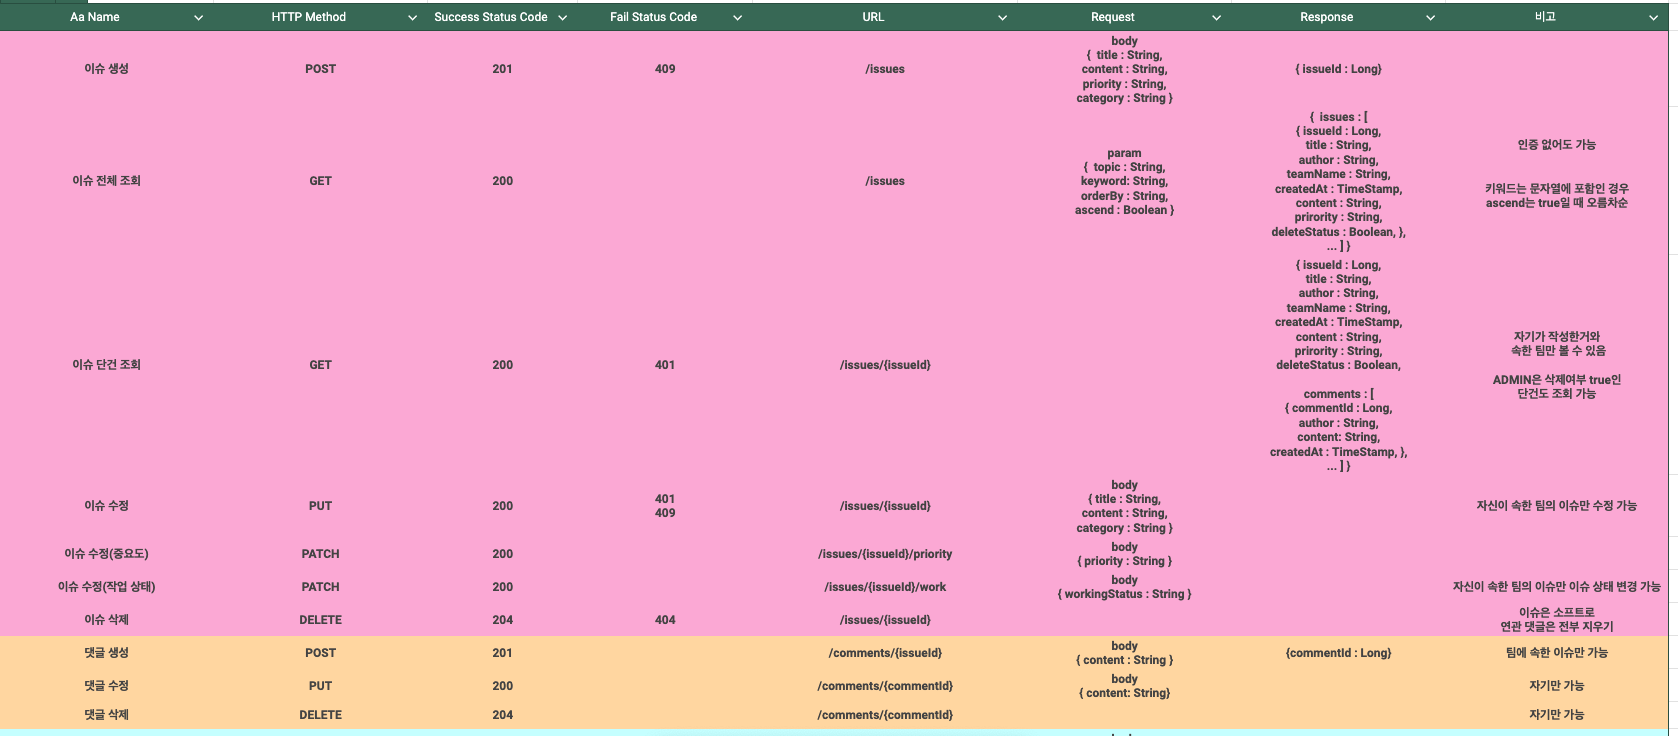 Aa Name HTTP Method Success Status Code Fail Status Code URL Request Response 비고
이슈 생성 POST 201 409 /issues
body
{ title : String,
content : String,
priority : String,
category : String }
{ issueId : Long}
이슈 전체 조회 GET 200 /issues
param
{ topic : String,
keyword: String,
orderBy : String,
ascend : Boolean }
{ issues : [
{ issueId : Long,
title : String,
author : String,
teamName : String,
createdAt : TimeStamp,
content : String,
prirority : String,
deleteStatus : Boolean, },
... ] }
인증 없어도 가능
키워드는 문자열에 포함인 경우
ascend는 true일 때 오름차순
이슈 단건 조회 GET 200 401 /issues/{issueId}
{ issueId : Long,
title : String,
author : String,
teamName : String,
createdAt : TimeStamp,
content : String,
prirority : String,
deleteStatus : Boolean,
comments : [
{ commentId : Long,
author : String,
content: String,
createdAt : TimeStamp, },
... ] }
자기가 작성한거와
속한 팀만 볼 수 있음
ADMIN은 삭제여부 true인
단건도 조회 가능
이슈 수정 PUT 200
401
409
/issues/{issueId}
body
{ title : String,
content : String,
category : String }
자신이 속한 팀의 이슈만 수정 가능
이슈 수정(중요도) PATCH 200 /issues/{issueId}/priority
body
{ priority : String }
이슈 수정(작업 상태) PATCH 200 /issues/{issueId}/work
body
{ workingStatus : String }
자신이 속한 팀의 이슈만 이슈 상태 변경 가능
이슈 삭제 DELETE 204 404 /issues/{issueId}
이슈은 소프트로
연관 댓글은 전부 지우기
댓글 생성 POST 201 /comments/{issueId}
body
{ content : String }
{commentId : Long}
팀에 속한 이슈만 가능
댓글 수정 PUT 200 /comments/{commentId}
body
{ content: String}
자기만 가능
댓글 삭제 DELETE 204 /comments/{commentId} 자기만 가능